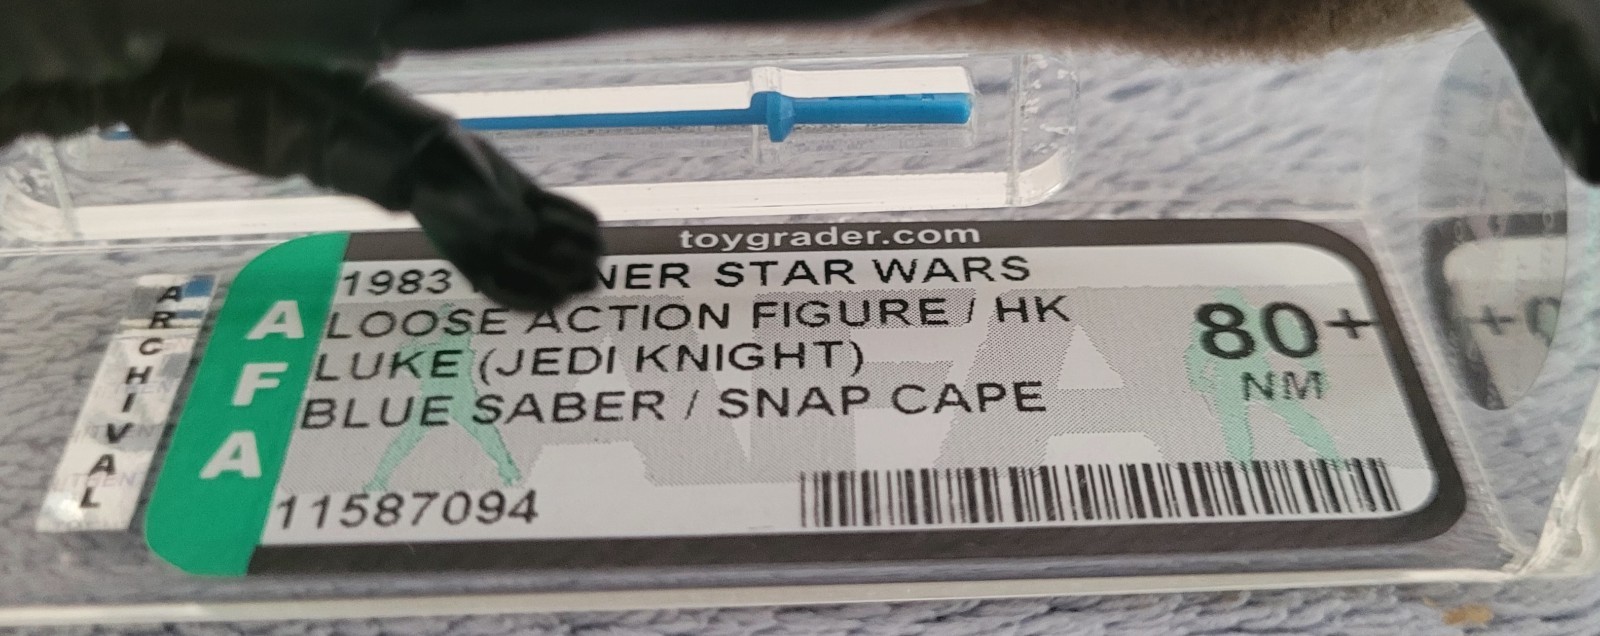 toygrader.com
1983 NER STAR WARS
LOOSE ACTION FIGURE / HK
LUKE (JEDI KNIGHT)
BLUE SABER / SNAP CAPE
11587094
80+
NM
AFA
ARCHIVAL